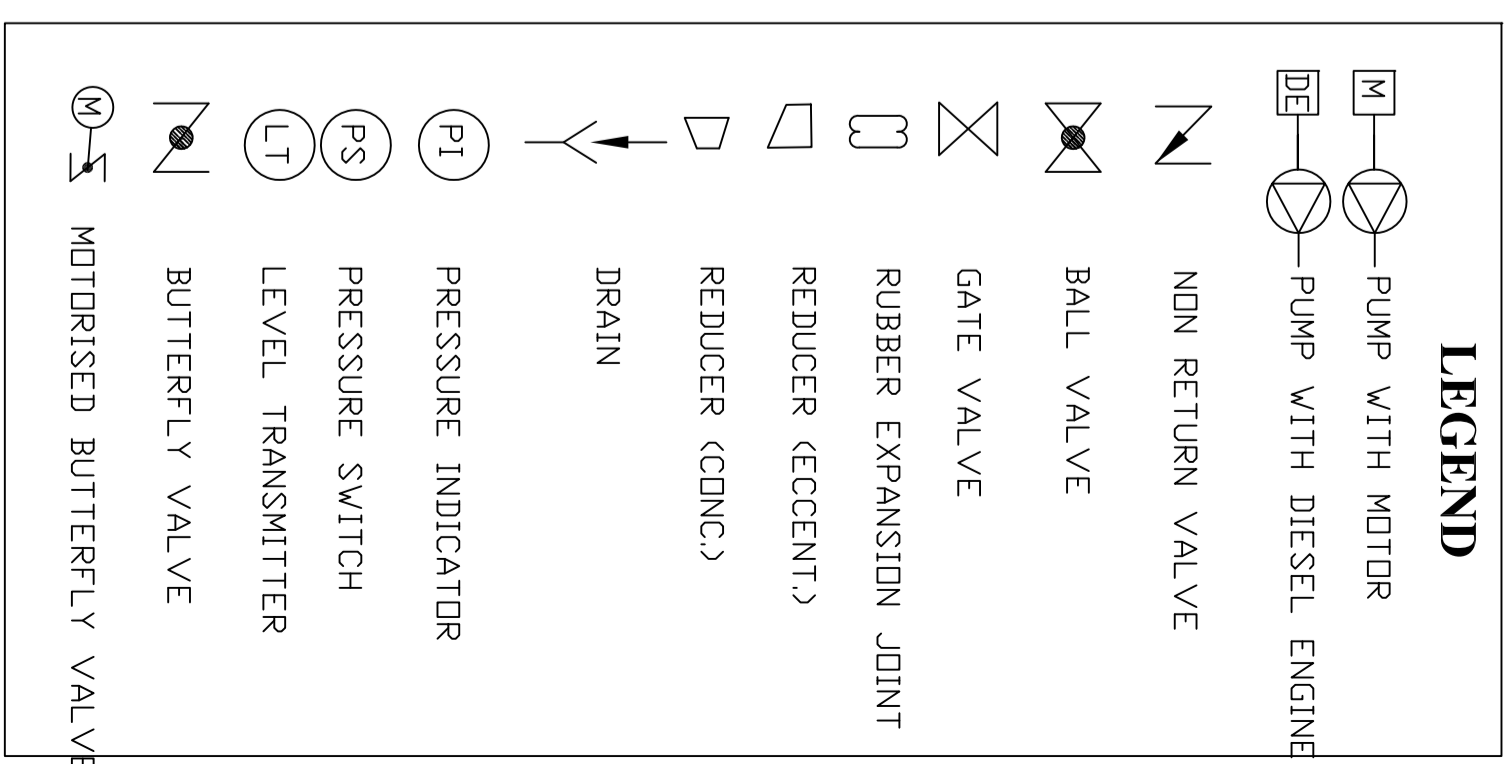 LEGEND
M PUMP WITH MOTOR
DE PUMP WITH DIESEL ENGINE
NON RETURN VALVE
BALL VALVE
GATE VALVE
RUBBER EXPANSION JOINT
REDUCER (ECCENT.)
REDUCER (CONC.)
DRAIN
PI PRESSURE INDICATOR
PS PRESSURE SWITCH
LT LEVEL TRANSMITTER
BUTTERFLY VALVE
M MOTORISED BUTTERFLY VALVE